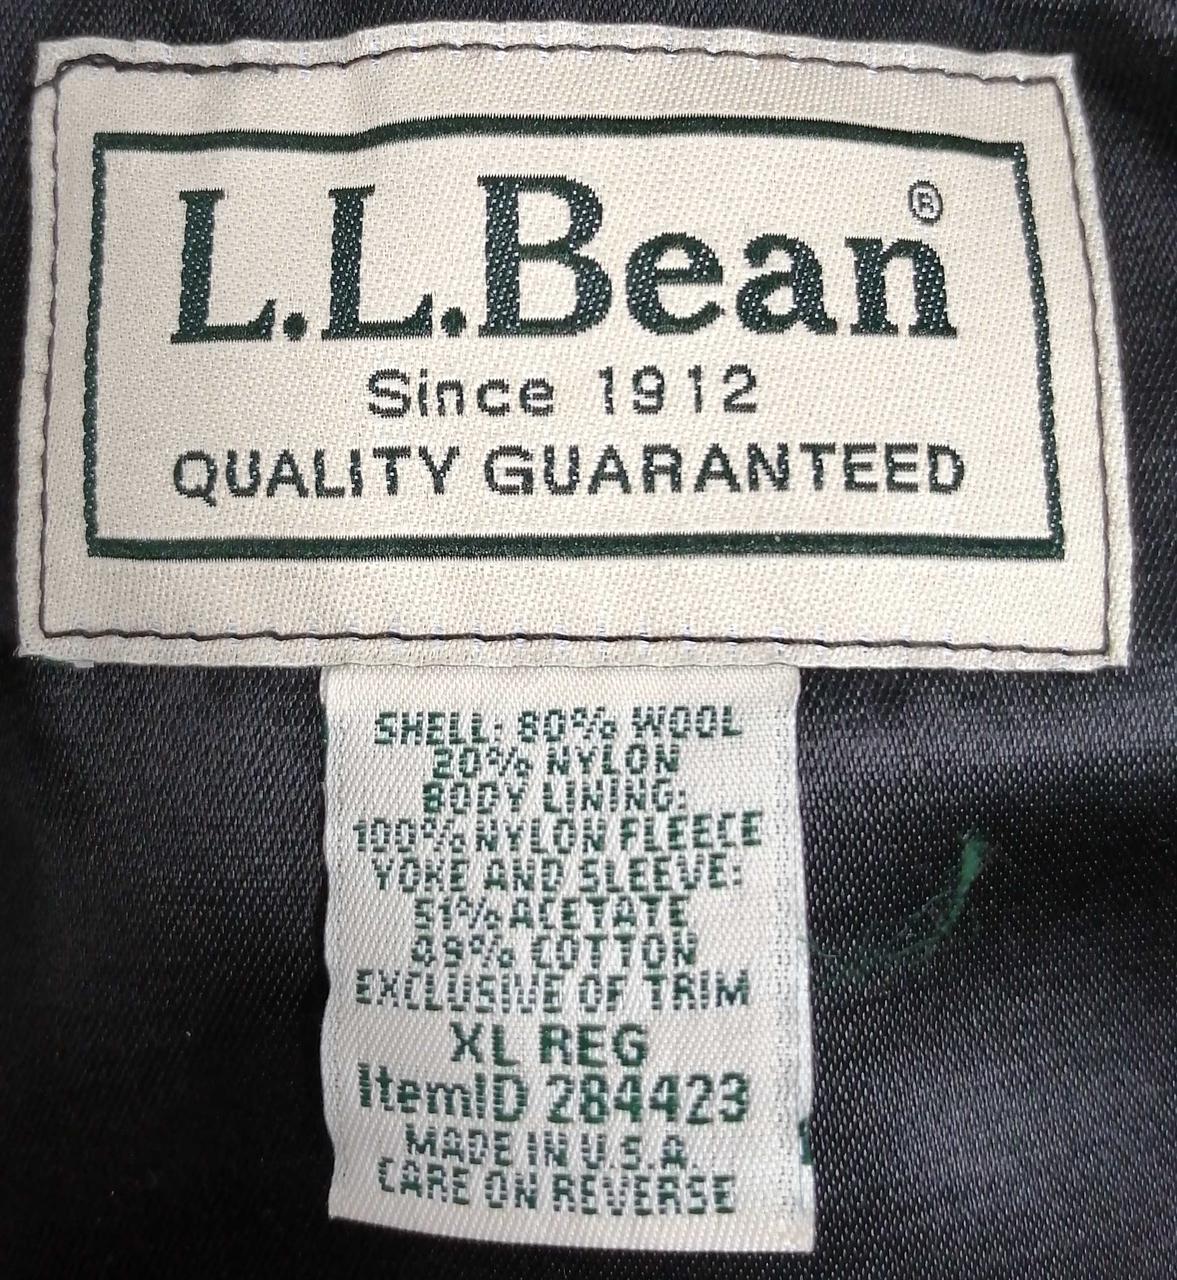 L.L.Bean®
Since 1912
QUALITY GUARANTEED
SHELL: 80% WOOL
20% NYLON
BODY LINING:
100% NYLON FLEECE
YOKE AND SLEEVE:
51% ACETATE
49% COTTON
EXCLUSIVE OF TRIM
XL REG
ItemID 284423
MADE IN U.S.A
CARE ON REVERSE